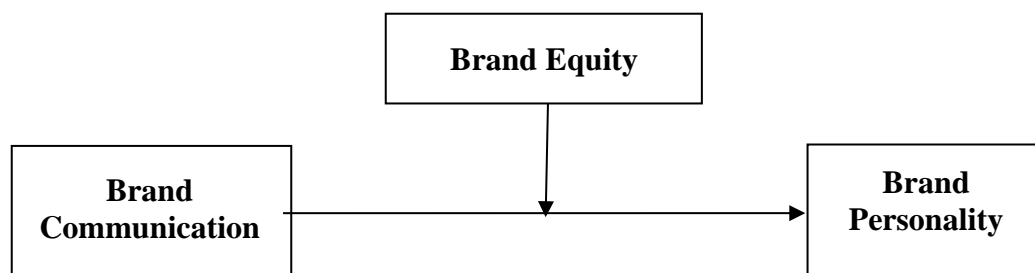 Brand Equity
Brand
Communication
Brand
Personality